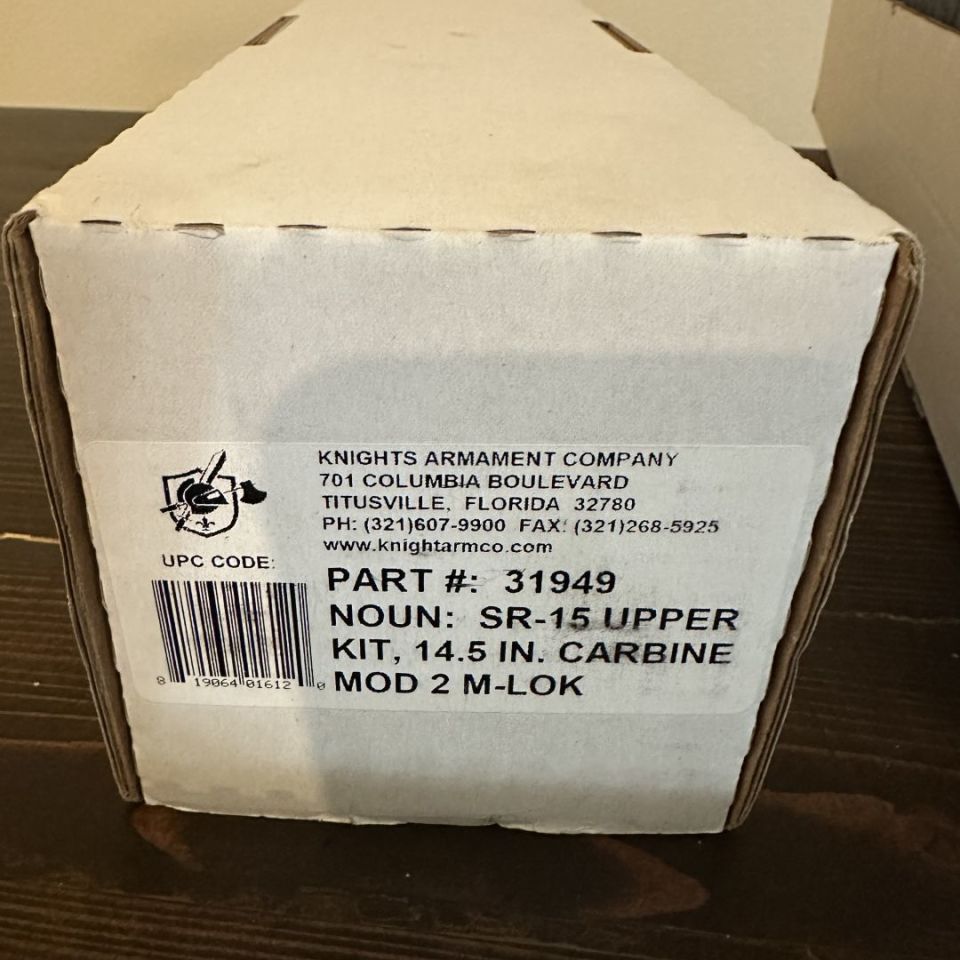 KNIGHTS ARMAMENT COMPANY
701 COLUMBIA BOULEVARD
TITUSVILLE, FLORIDA 32780
PH: (321)607-9900 FAX: (321)268-5925
www.knightarmco.com
UPC CODE:
PART #: 31949
NOUN: SR-15 UPPER
KIT, 14.5 IN. CARBINE
MOD 2 M-LOK
8 19064 01612 0